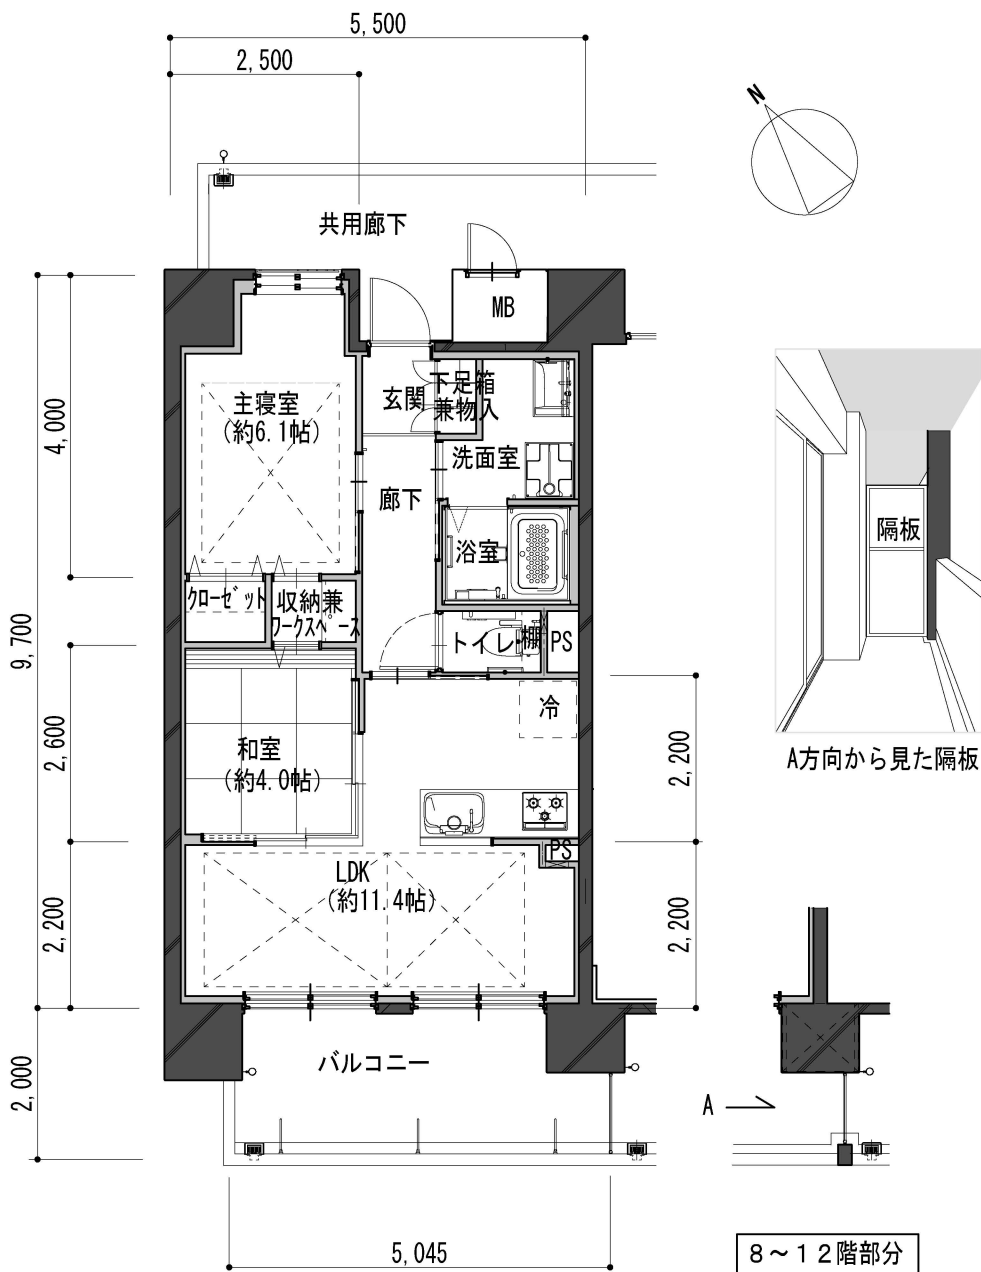 5,500
2,500
N
共用廊下
MB
4,000
主寝室
(約6.1帖)
玄関
下足箱
兼物入
洗面室
廊下
浴室
隔板
クローゼット
収納兼
ワークスペース
トイレ
棚
PS
9,700
2,600
和室
(約4.0帖)
冷
2,200
A方向から見た隔板
PS
LDK
(約11.4帖)
2,200
2,200
2,000
バルコニー
A
5,045
8～12階部分